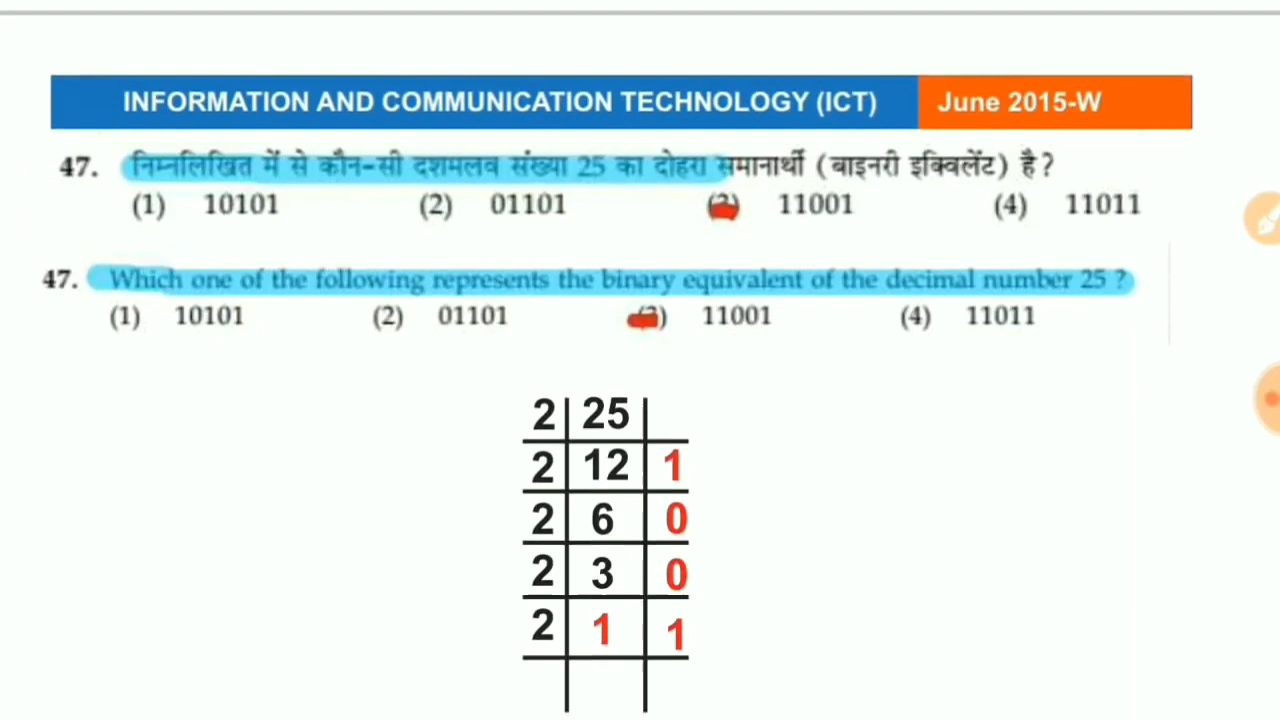 INFORMATION AND COMMUNICATION TECHNOLOGY (ICT) June 2015-W
47. निम्नलिखित में से कौन-सी दशमलव संख्या 25 का दोहरा समानार्थी (बाइनरी इक्विलेंट) है?
(1) 10101 (2) 01101 11001 (4) 11011
47. Which one of the following represents the binary equivalent of the decimal number 25 ?
(1) 10101 (2) 01101 11001 (4) 11011
2 25
2 12 1
2 6 0
2 3 0
2 1 1